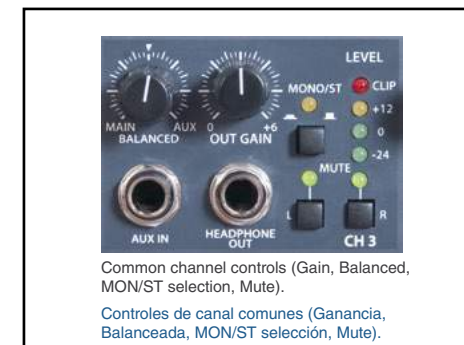 LEVEL
MONO/ST CLIP
+12
MAIN AUX 0 +6 0
BALANCED OUT GAIN
-24
MUTE
L R
AUX IN HEADPHONE OUT CH 3
Common channel controls (Gain, Balanced,
MON/ST selection, Mute).
Controles de canal comunes (Ganancia,
Balanceada, MON/ST selección, Mute).